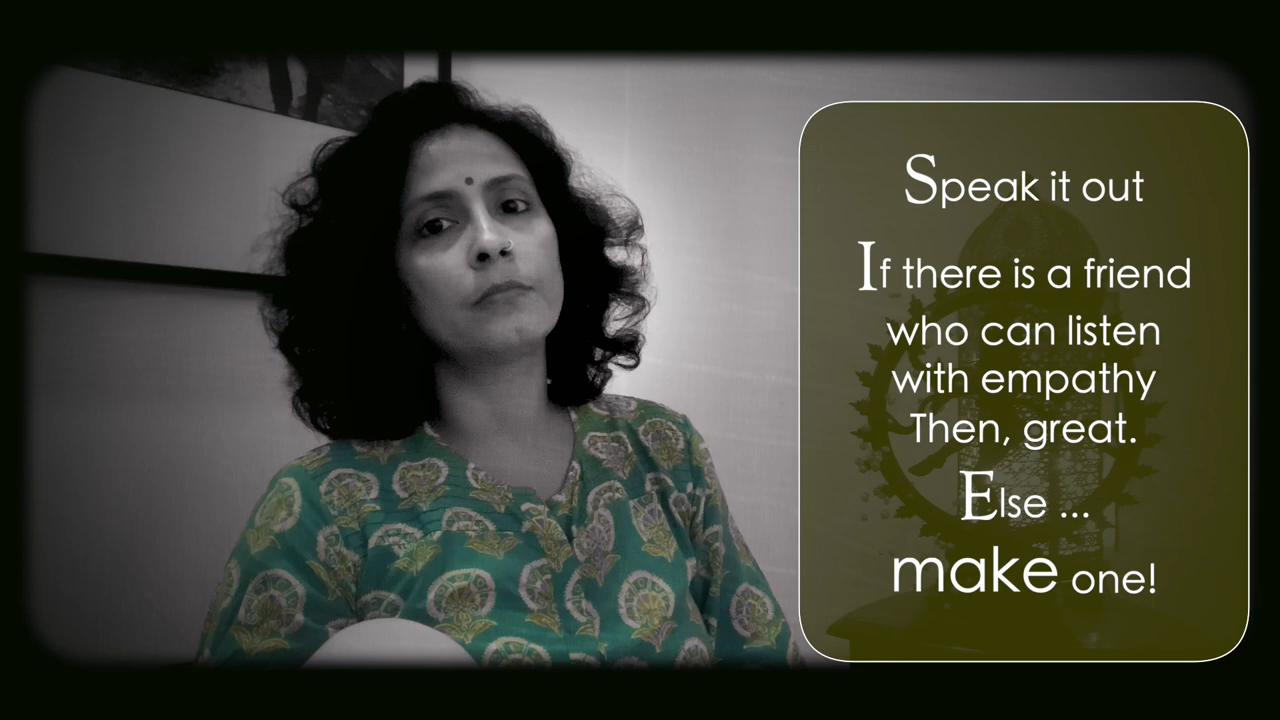 Speak it out
If there is a friend
who can listen
with empathy
Then, great.
Else ...
make one!